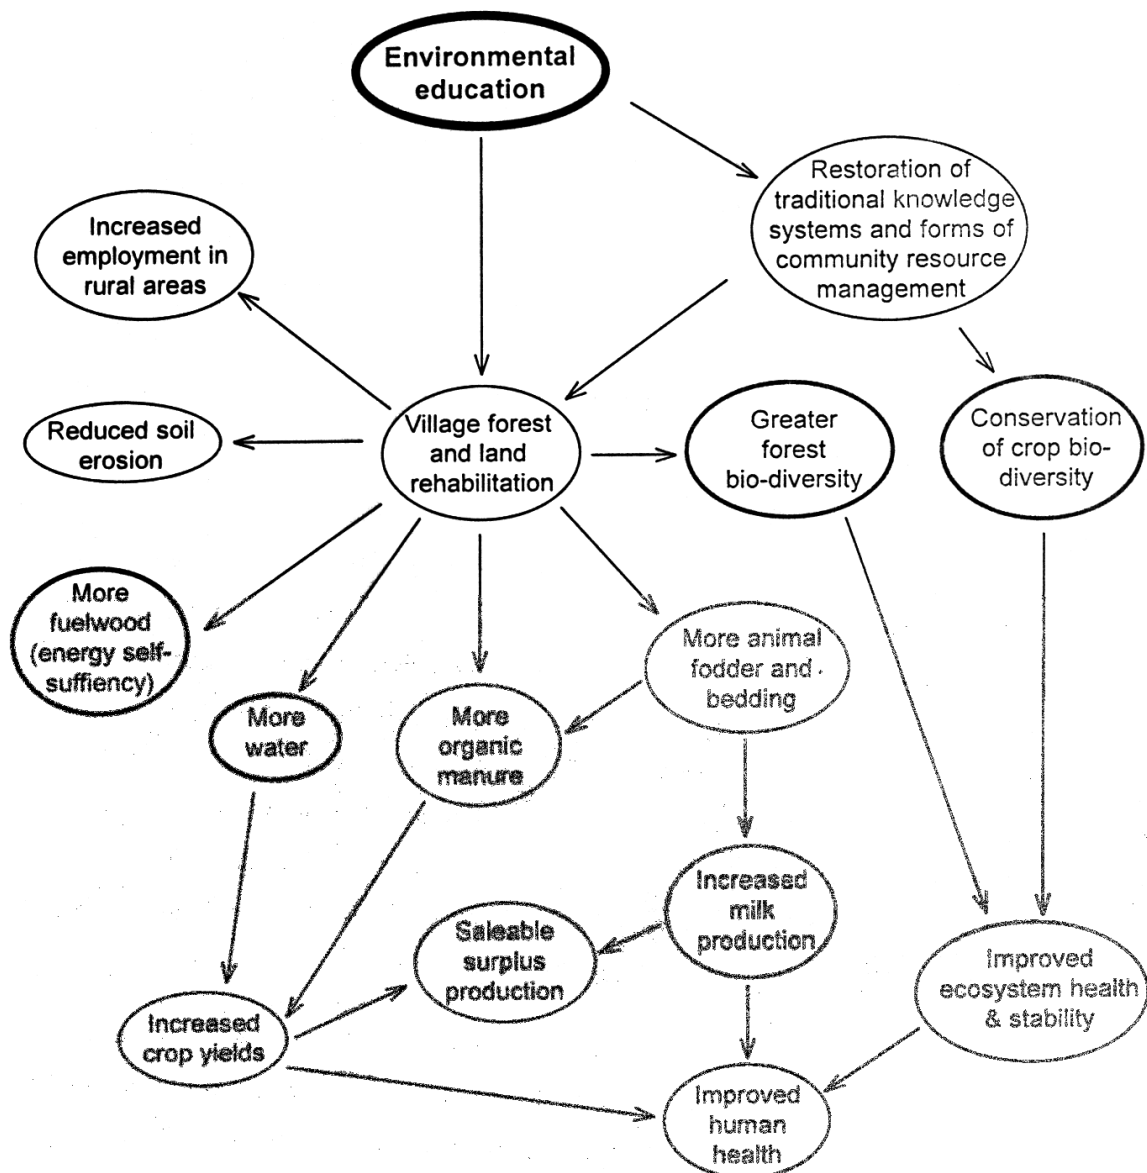 Environmental
education
Restoration of
traditional knowledge
systems and forms of
community resource
management
Increased
employment in
rural areas
Reduced soil
erosion
Village forest
and land
rehabilitation
Greater
forest
bio-diversity
Conservation
of crop bio-
diversity
More
fuelwood
(energy self-
suffiency)
More animal
fodder and
bedding
More
water
More
organic
manure
Increased
milk
production
Saleable
surplus
production
Improved
ecosystem health
& stability
Increased
crop yields
Improved
human
health